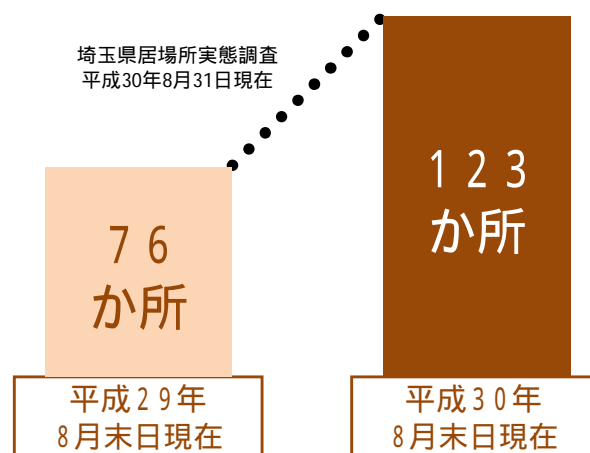 埼玉県居場所実態調査
平成30年8月31日現在
７６
か所
１２３
か所
平成２９年
８月末日現在
平成３０年
８月末日現在